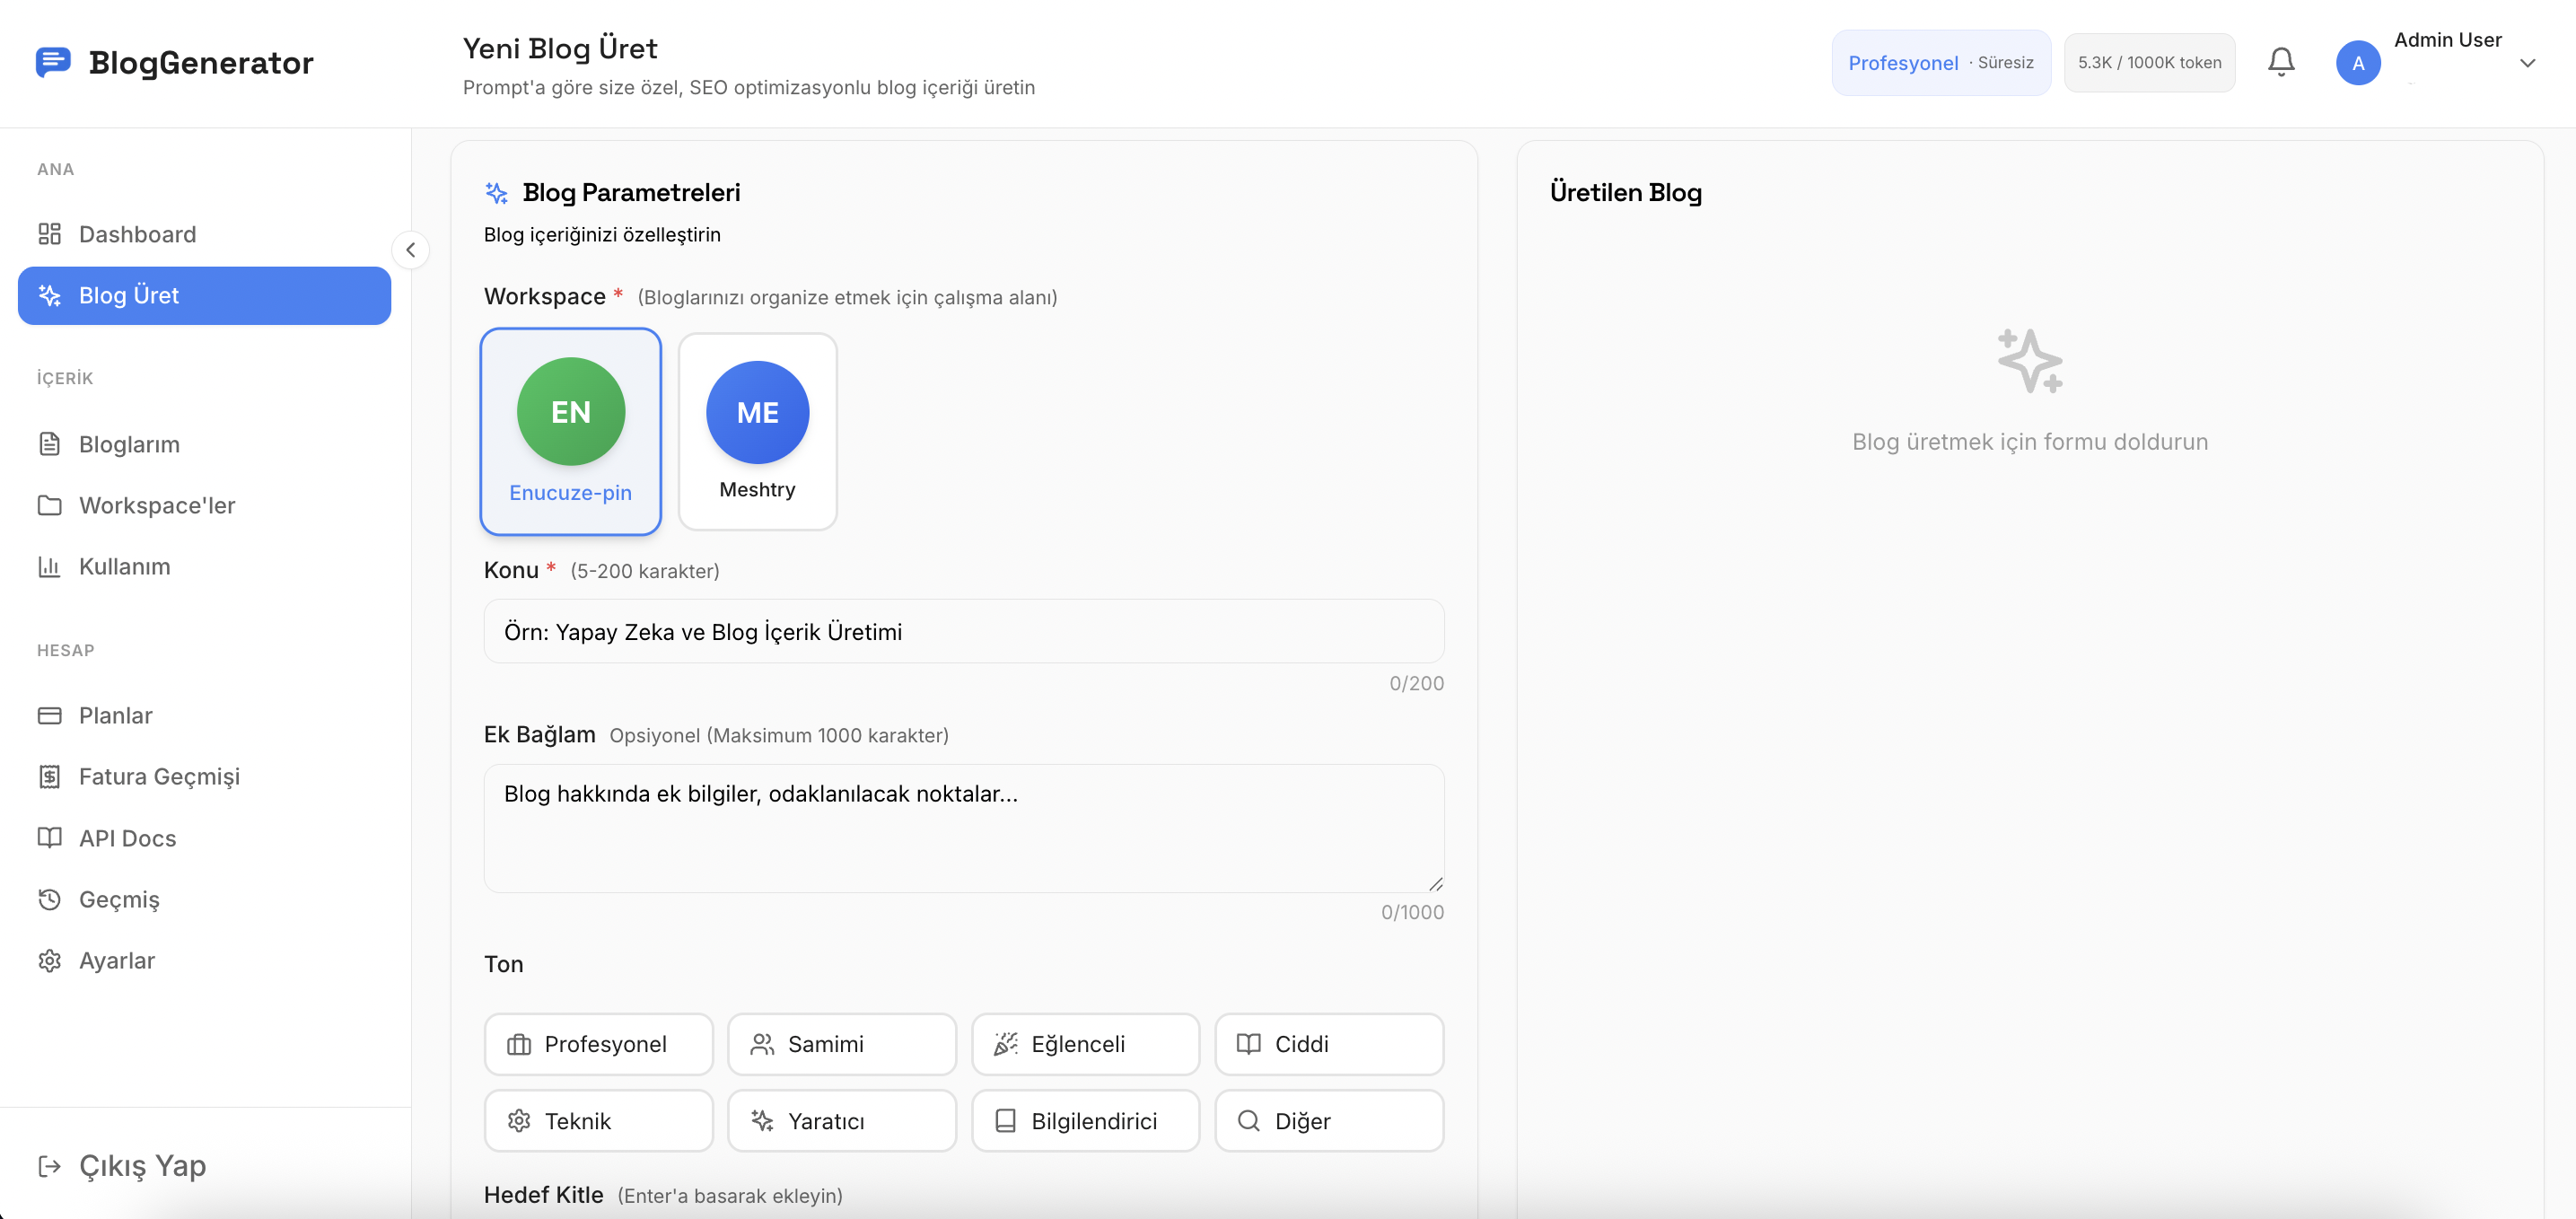 BlogGenerator
Yeni Blog Üret
Prompt'a göre size özel, SEO optimizasyonlu blog içeriği üretin
Profesyonel · Süresiz
5.3K / 1000K token
A
Admin User
ANA
Dashboard
Blog Üret
İÇERİK
Bloglarım
Workspace'ler
Kullanım
HESAP
Planlar
Fatura Geçmişi
API Docs
Geçmiş
Ayarlar
Çıkış Yap
Blog Parametreleri
Blog içeriğinizi özelleştirin
Workspace * (Bloglarınızı organize etmek için çalışma alanı)
EN
Enucuze-pin
ME
Meshtry
Konu * (5-200 karakter)
Örn: Yapay Zeka ve Blog İçerik Üretimi
0/200
Ek Bağlam Opsiyonel (Maksimum 1000 karakter)
Blog hakkında ek bilgiler, odaklanılacak noktalar...
0/1000
Ton
Profesyonel
Samimi
Eğlenceli
Ciddi
Teknik
Yaratıcı
Bilgilendirici
Diğer
Hedef Kitle (Enter'a basarak ekleyin)
Üretilen Blog
Blog üretmek için formu doldurun